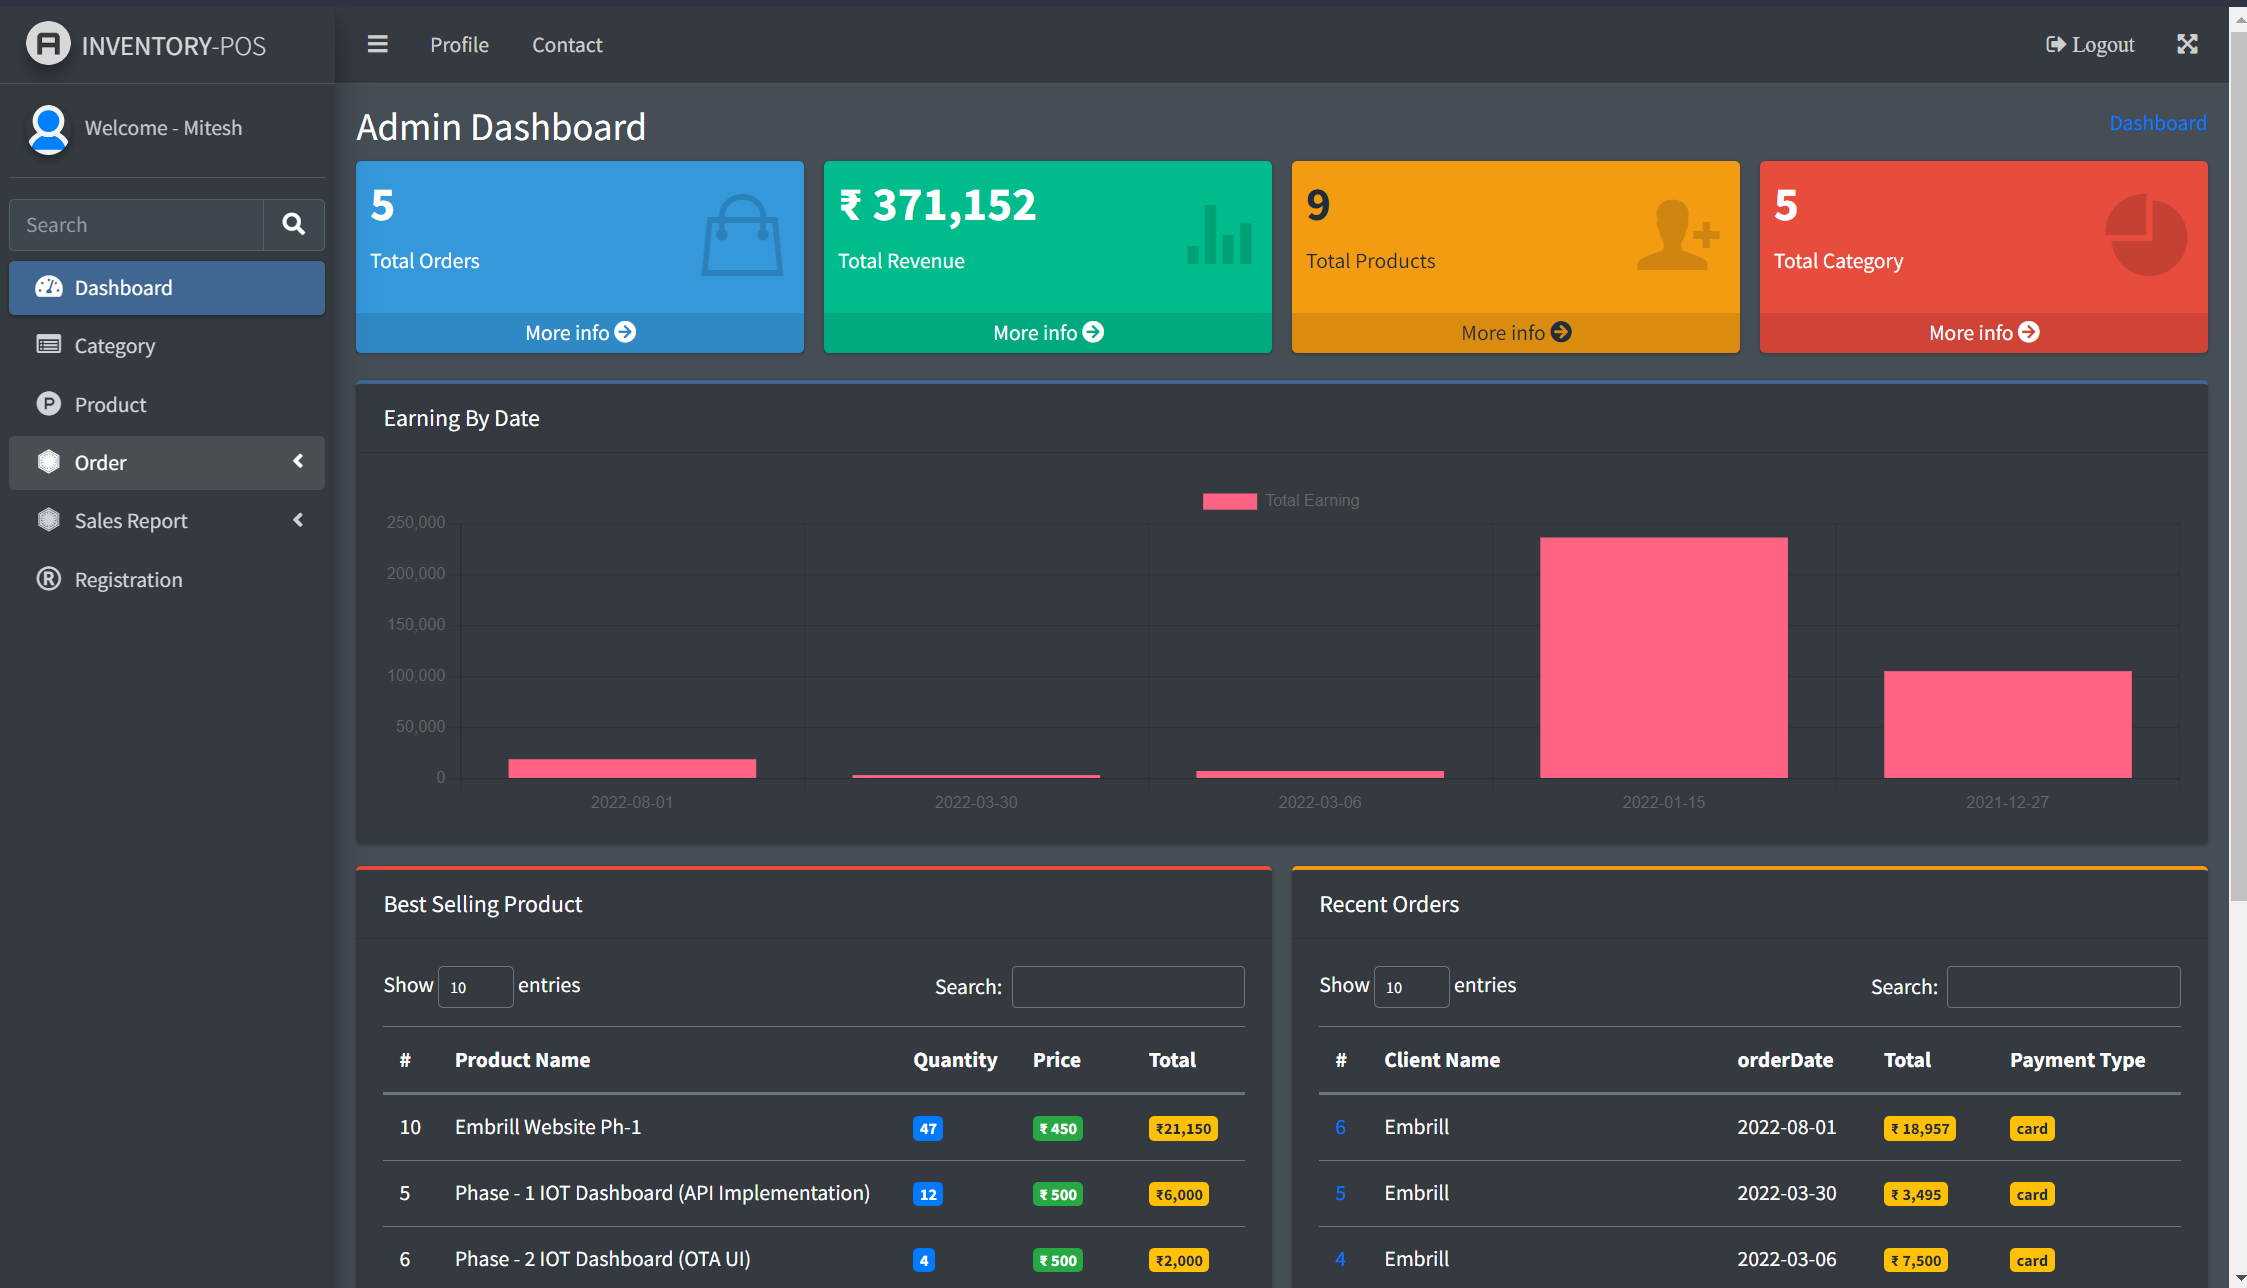 INVENTORY-POS
Profile Contact Logout
Welcome - Mitesh
Search
Dashboard
Category
Product
Order
Sales Report
Registration
Admin Dashboard
Dashboard
5
Total Orders
More info
₹ 371,152
Total Revenue
More info
9
Total Products
More info
5
Total Category
More info
Earning By Date
Total Earning
250,000
200,000
150,000
100,000
50,000
0
2022-08-01 2022-03-30 2022-03-06 2022-01-15 2021-12-27
Best Selling Product
Show 10 entries Search:
# Product Name Quantity Price Total
10 Embrill Website Ph-1 47 ₹ 450 ₹21,150
5 Phase - 1 IOT Dashboard (API Implementation) 12 ₹ 500 ₹6,000
6 Phase - 2 IOT Dashboard (OTA UI) 4 ₹ 500 ₹2,000
Recent Orders
Show 10 entries Search:
# Client Name orderDate Total Payment Type
6 Embrill 2022-08-01 ₹ 18,957 card
5 Embrill 2022-03-30 ₹ 3,495 card
4 Embrill 2022-03-06 ₹ 7,500 card